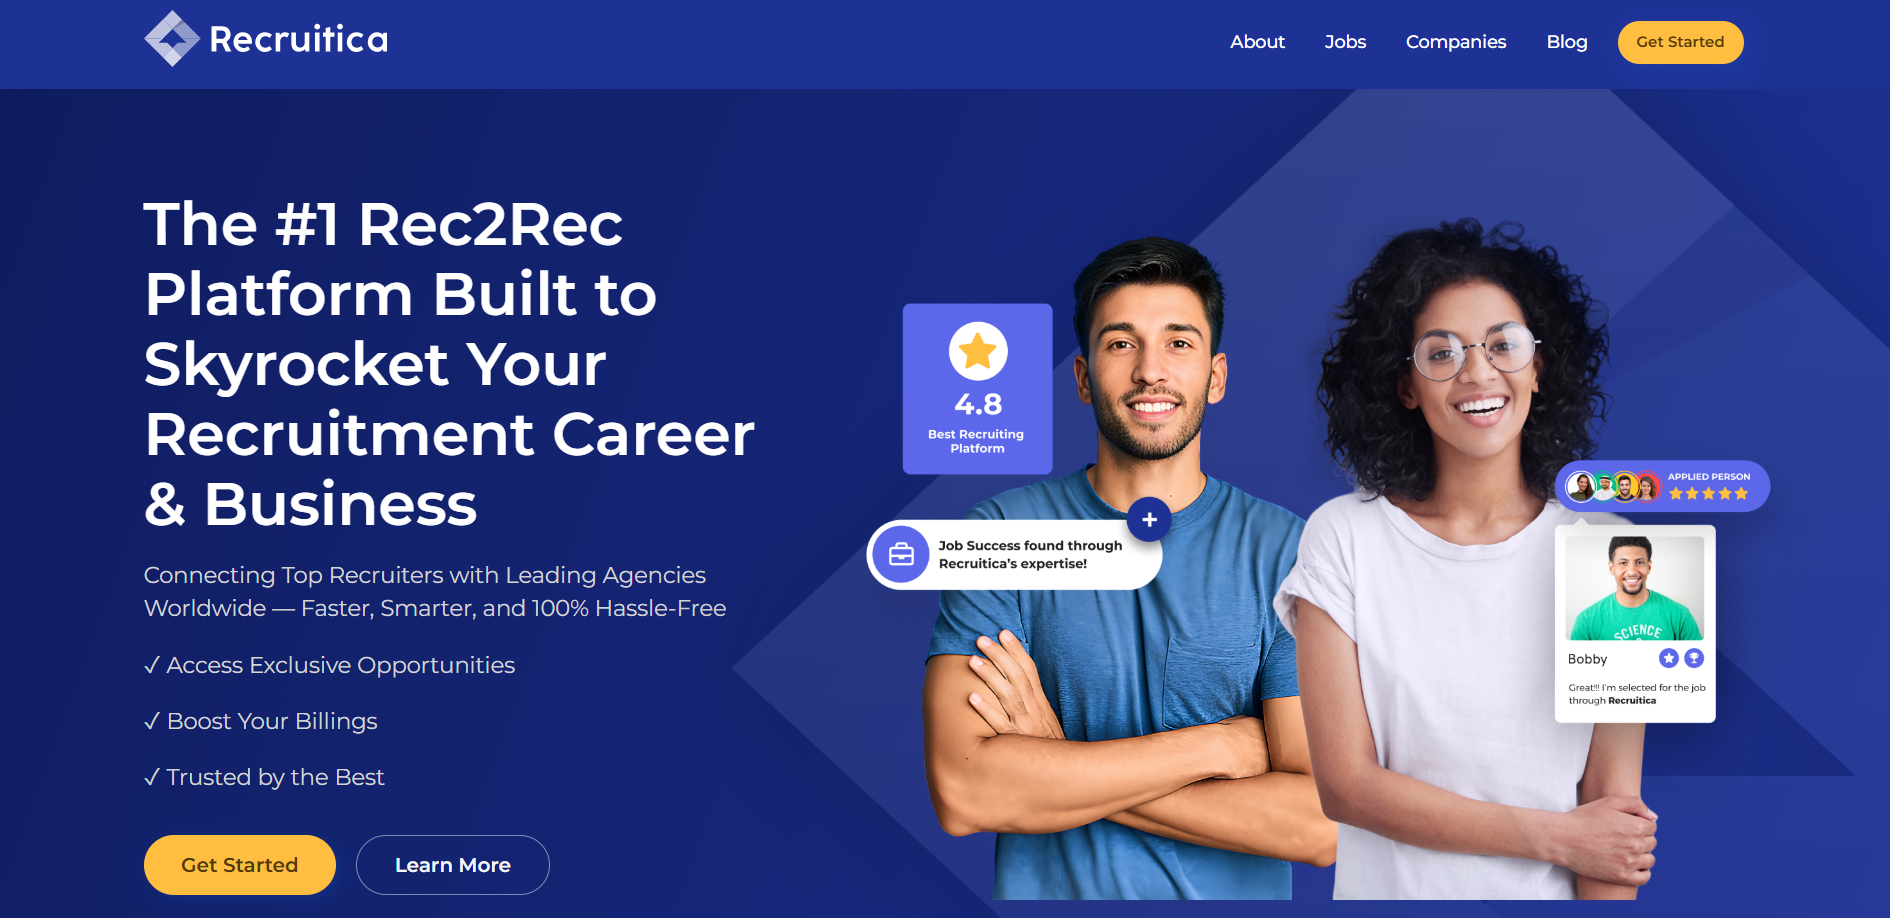 Recruitica
About
Jobs
Companies
Blog
Get Started
The #1 Rec2Rec
Platform Built to
Skyrocket Your
Recruitment Career
& Business
Connecting Top Recruiters with Leading Agencies
Worldwide — Faster, Smarter, and 100% Hassle-Free
✓ Access Exclusive Opportunities
✓ Boost Your Billings
✓ Trusted by the Best
Get Started
Learn More
4.8
Best Recruiting
Platform
+
Job Success found through
Recruitica's expertise!
APPLIED PERSON
SCIENCE
Bobby
Great!!! I'm selected for the job
through Recruitica